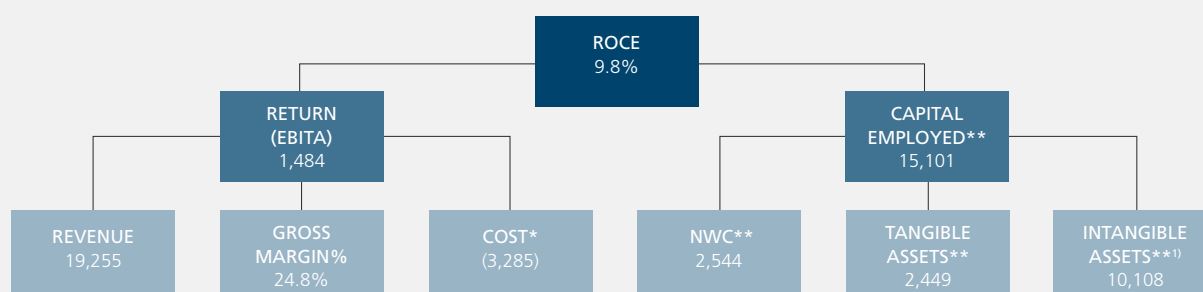 ROCE
9.8%
RETURN
(EBITA)
1,484
CAPITAL
EMPLOYED**
15,101
REVENUE
19,255
GROSS
MARGIN%
24.8%
COST*
(3,285)
NWC**
2,544
TANGIBLE
ASSETS**
2,449
INTANGIBLE
ASSETS**1)
10,108